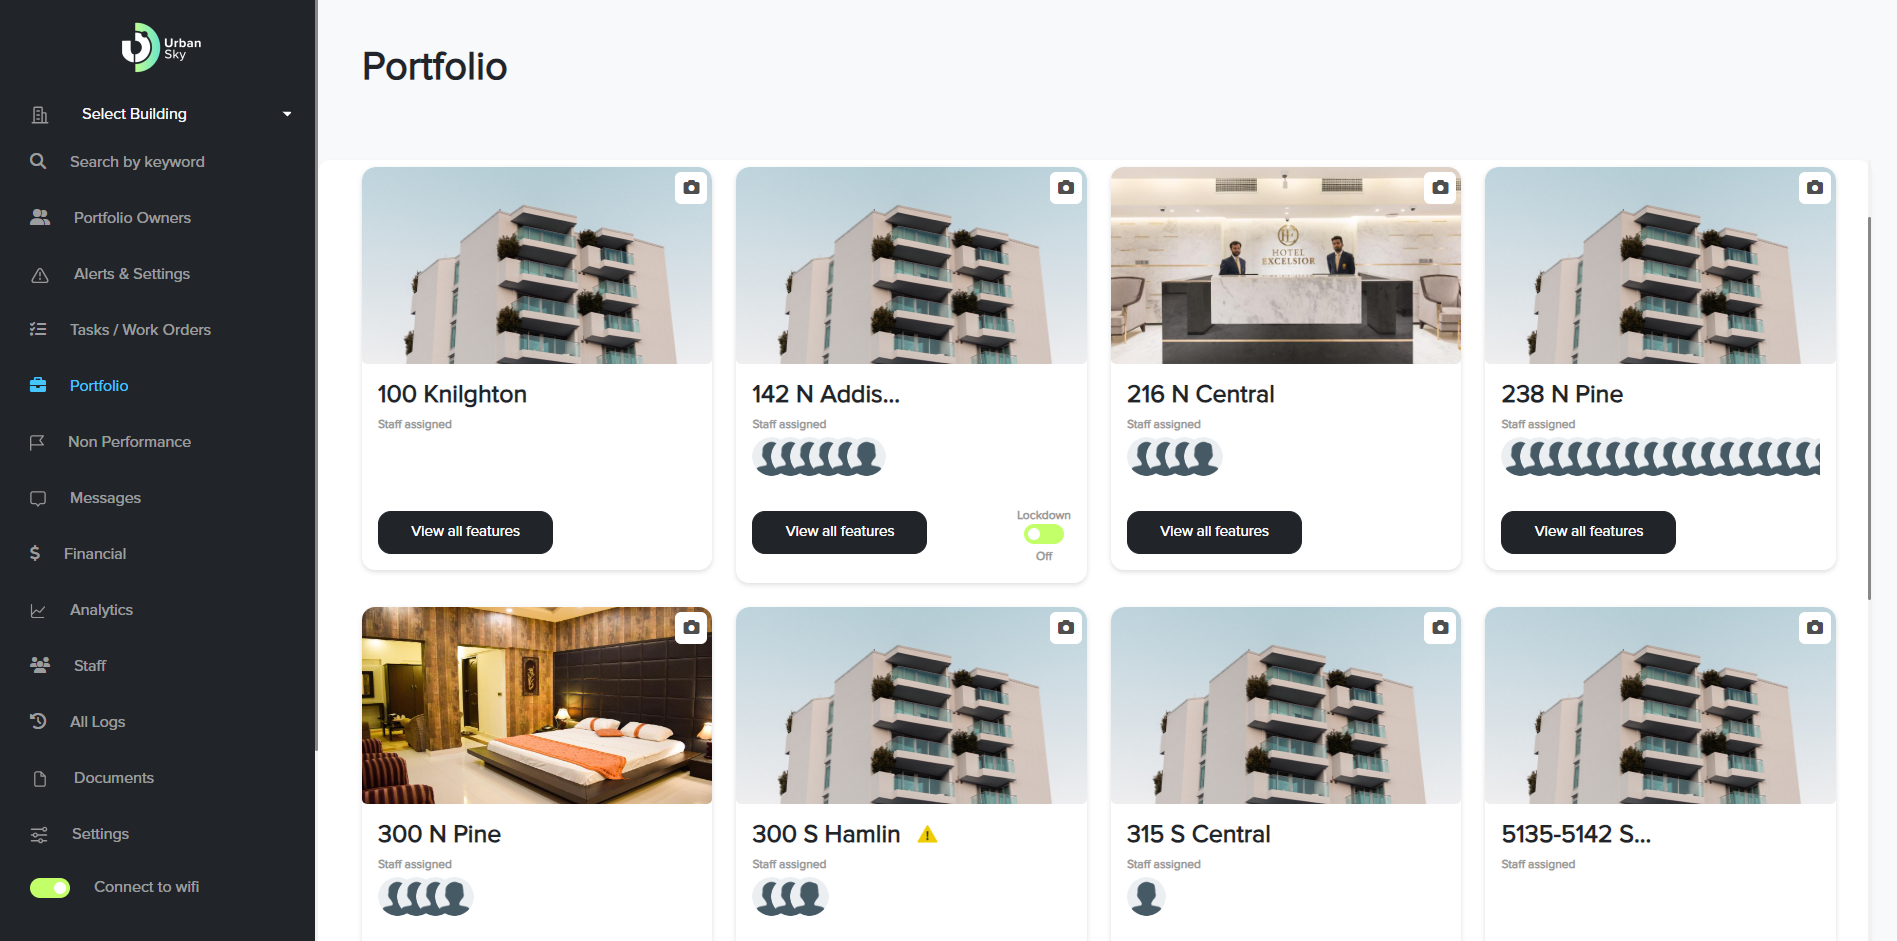 Urban
Sky
Select Building
Search by keyword
Portfolio Owners
Alerts & Settings
Tasks / Work Orders
Portfolio
Non Performance
Messages
Financial
Analytics
Staff
All Logs
Documents
Settings
Connect to wifi
Portfolio
HOTEL
EXCELSIOR
100 Knilghton
Staff assigned
View all features
142 N Addis...
Staff assigned
View all features
Lockdown
Off
216 N Central
Staff assigned
View all features
238 N Pine
Staff assigned
View all features
300 N Pine
Staff assigned
300 S Hamlin
Staff assigned
315 S Central
Staff assigned
5135-5142 S...
Staff assigned